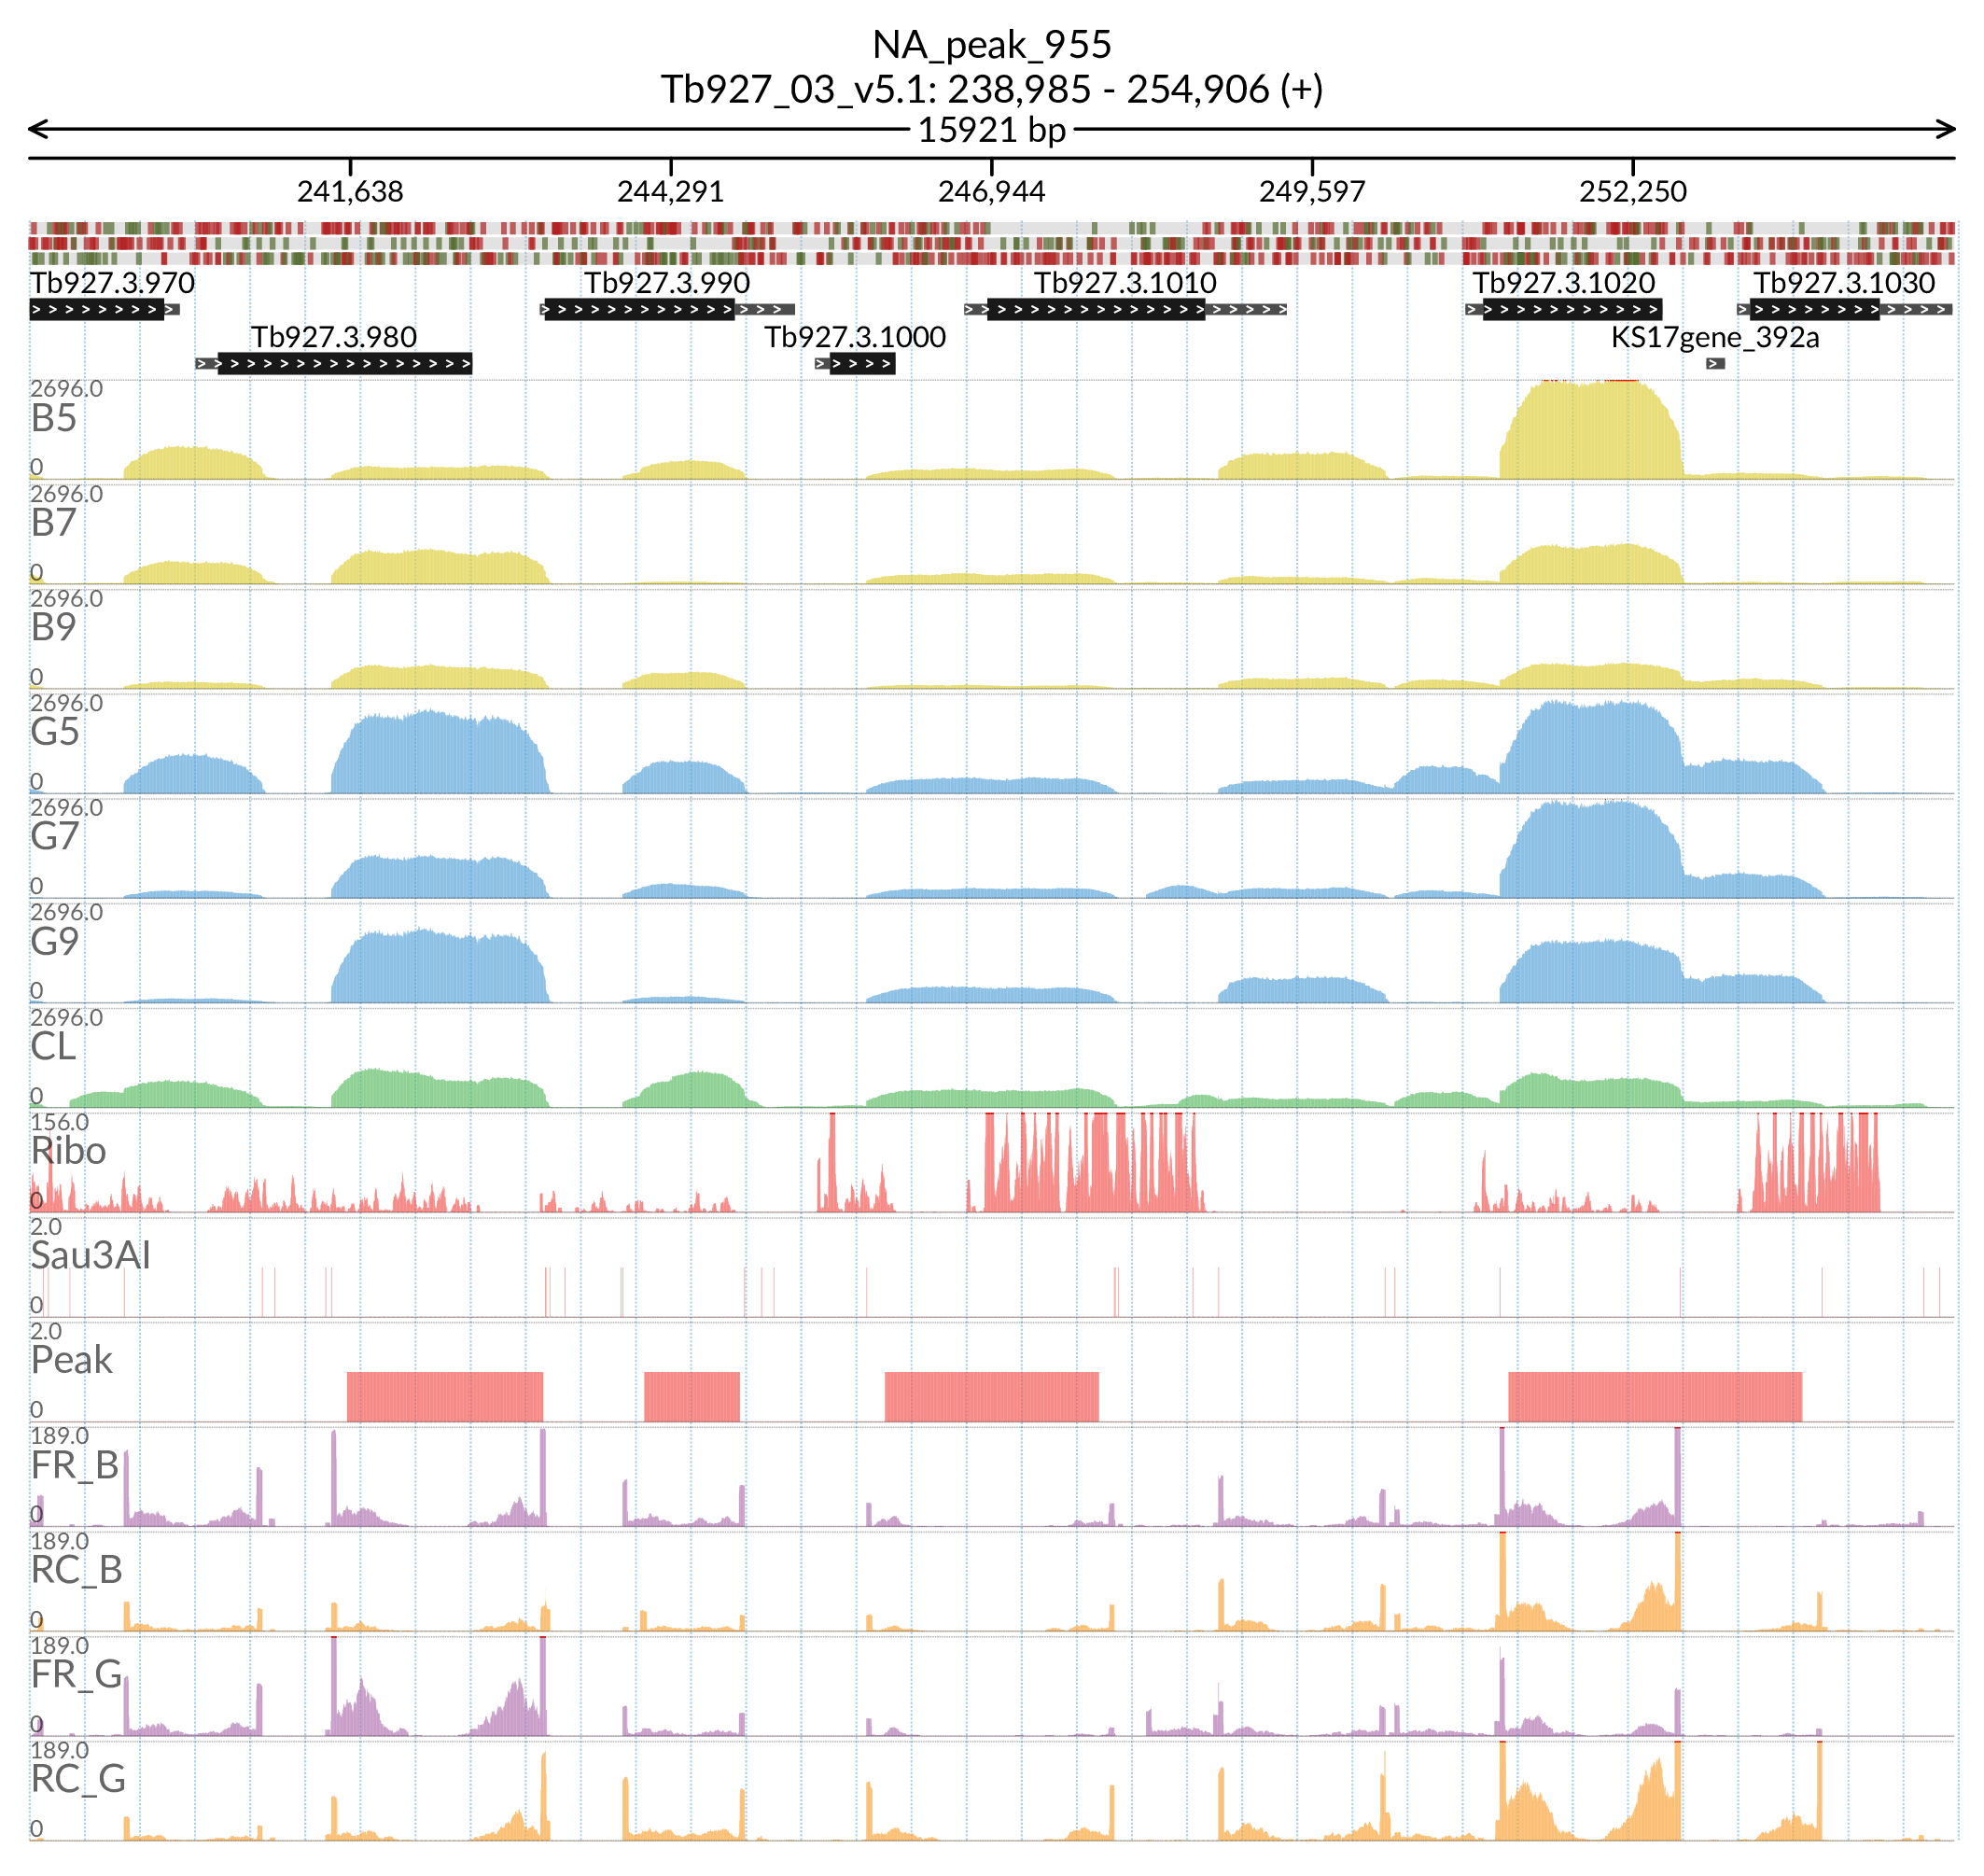 NA_peak_955
Tb927_03_v5.1: 238,985 - 254,906 (+)
15921 bp
241,638 244,291 246,944 249,597 252,250
Tb927.3.970 Tb927.3.990 Tb927.3.1010 Tb927.3.1020 Tb927.3.1030
Tb927.3.980 Tb927.3.1000 KS17gene_392a
2696.0
B5
0
2696.0
B7
0
2696.0
B9
0
2696.0
G5
0
2696.0
G7
0
2696.0
G9
0
2696.0
CL
0
156.0
Ribo
0
2.0
Sau3AI
0
2.0
Peak
0
189.0
FR_B
0
189.0
RC_B
0
189.0
FR_G
0
189.0
RC_G
0